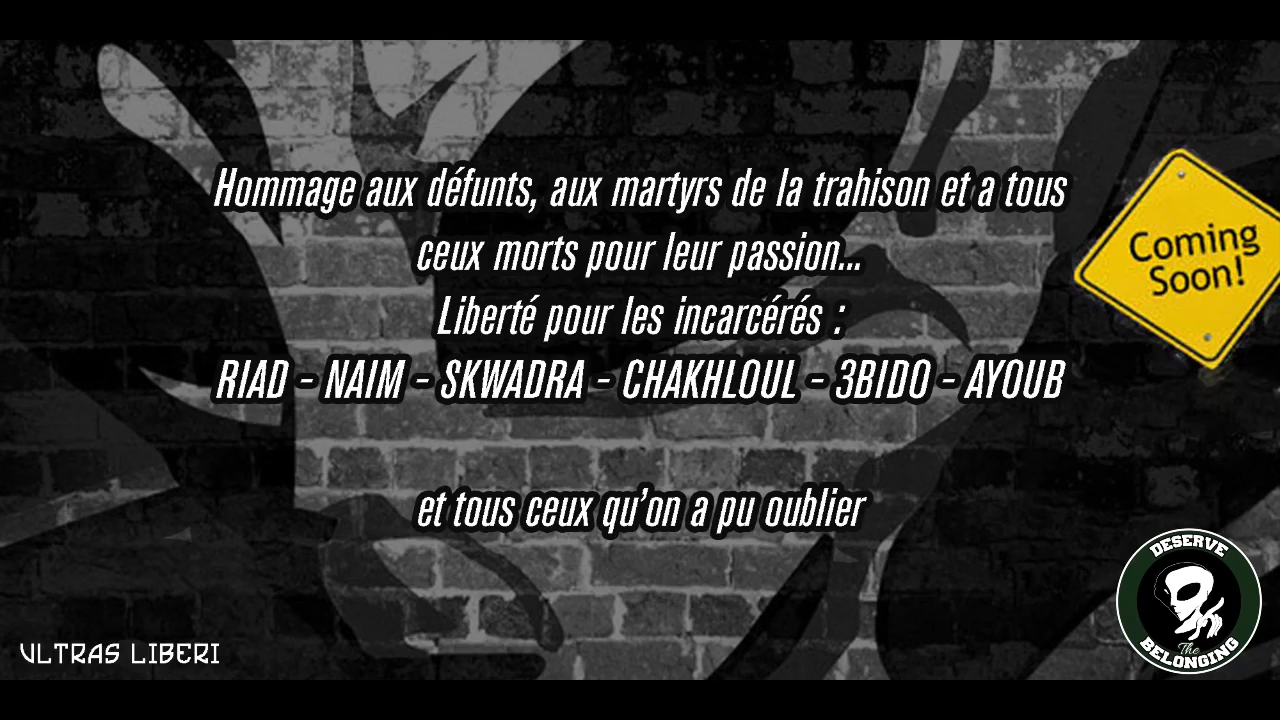 Hommage aux défunts, aux martyrs de la trahison et a tous
ceux morts pour leur passion...
Liberté pour les incarcérés :
RIAD - NAIM - SKWADRA - CHAKHLOUL - 3BIDO - AYOUB
et tous ceux qu'on a pu oublier
Coming
Soon!
DESERVE
The
BELONGING
ULTRAS LIBERI